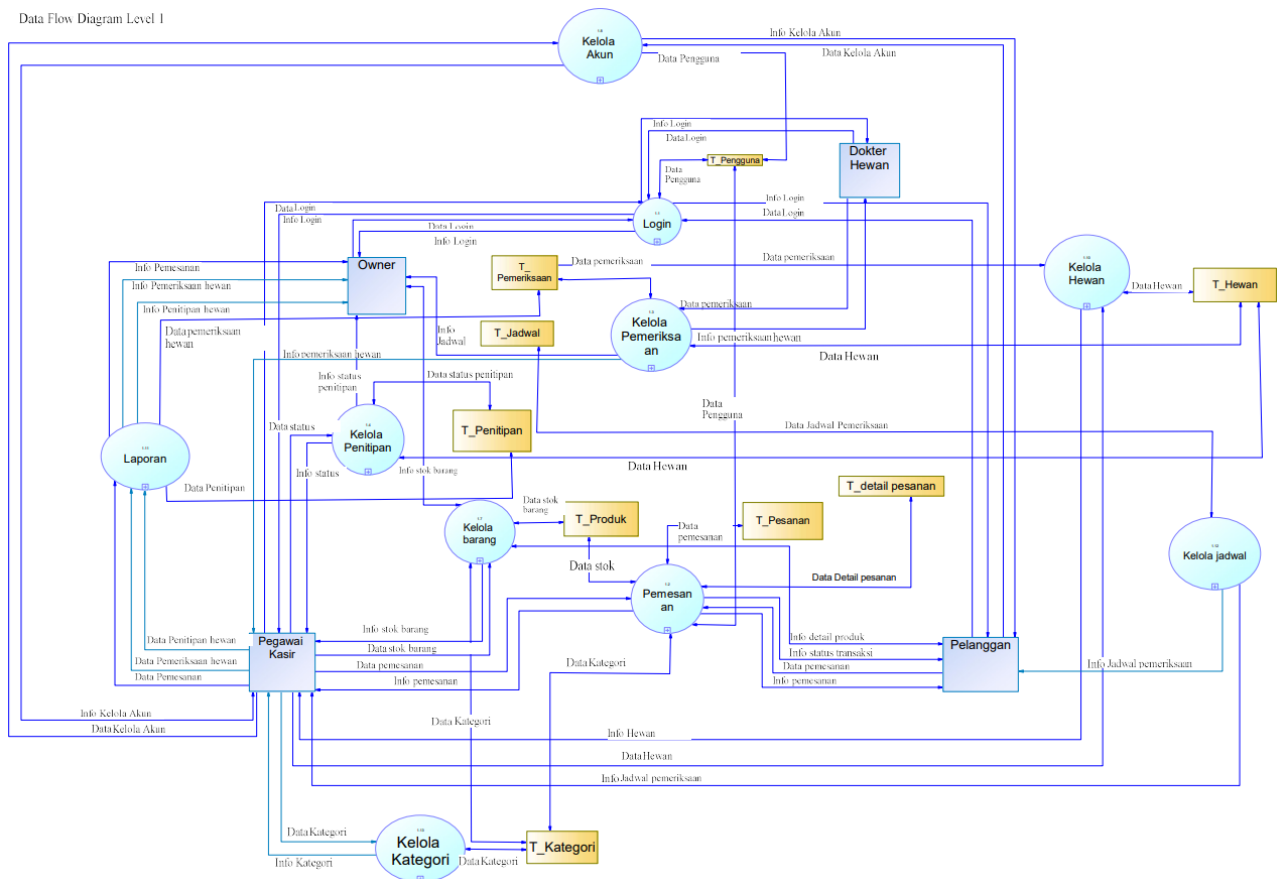 Data Flow Diagram Level 1
Kelola
Akun
Info Kelola Akun
Data Kelola Akun
Data Pengguna
Info Login
Data Login
Dokter
Hewan
T_Pengguna
Data
Pengguna
Login
Info Login
Data Login
Data Login
Info Login
Data Login
Info Login
Owner
Info Pemesanan
Info Pemeriksaan hewan
Info Penitipan hewan
Data pemeriksaan
hewan
T_
Pemeriksaan
Data pemeriksaan
Data pemeriksaan
Kelola
Hewan
Data Hewan
T_Hewan
Data pemeriksaan
Kelola
Pemeriksa
an
Info pemeriksaan hewan
Data Hewan
T_Jadwal
Info
Jadwal
Info pemeriksaan hewan
Info status
penitipan
Data status penitipan
Data
Pengguna
Data status
Kelola
Penitipan
T_Penitipan
Data Jadwal Pemeriksaan
Laporan
Info status
Info stok barang
Data Hewan
Data Penitipan
T_detail pesanan
Data stok
barang
T_Produk
Kelola
barang
T_Pesanan
Data
pemesanan
Data stok
Kelola jadwal
Data Detail pesanan
Pemesan
an
Pegawai
Kasir
Info stok barang
Data stok barang
Data pemesanan
Info pemesanan
Data Penitipan hewan
Data Pemeriksaan hewan
Data Pemesanan
Info detail produk
Info status transaksi
Data pemesanan
Info pemesanan
Pelanggan
Info Jadwal pemeriksaan
Data Kategori
Info Kelola Akun
Data Kelola Akun
Data Kategori
Info Hewan
Data Hewan
Info Jadwal pemeriksaan
Data Kategori
Info Kategori
Kelola
Kategori
Data Kategori
T_Kategori